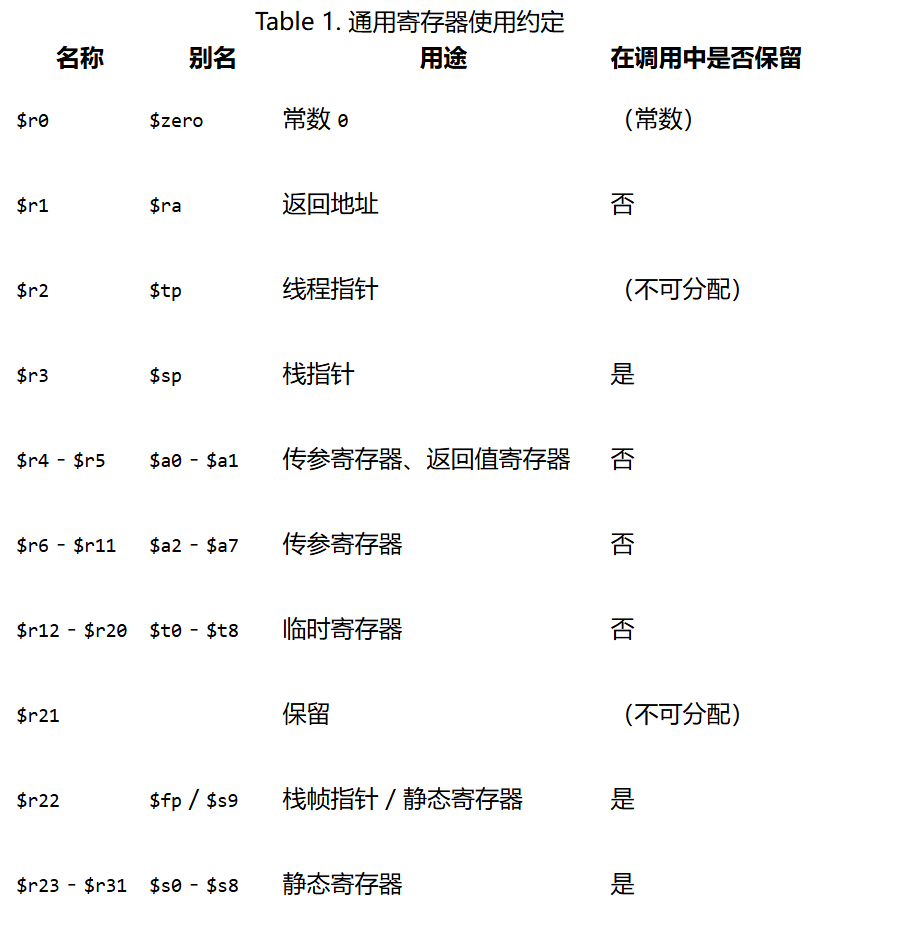 Table 1. 通用寄存器使用约定
名称 别名 用途 在调用中是否保留
$r0 $zero 常数 0 （常数）
$r1 $ra 返回地址 否
$r2 $tp 线程指针 （不可分配）
$r3 $sp 栈指针 是
$r4 - $r5 $a0 - $a1 传参寄存器、返回值寄存器 否
$r6 - $r11 $a2 - $a7 传参寄存器 否
$r12 - $r20 $t0 - $t8 临时寄存器 否
$r21 保留 （不可分配）
$r22 $fp / $s9 栈帧指针 / 静态寄存器 是
$r23 - $r31 $s0 - $s8 静态寄存器 是